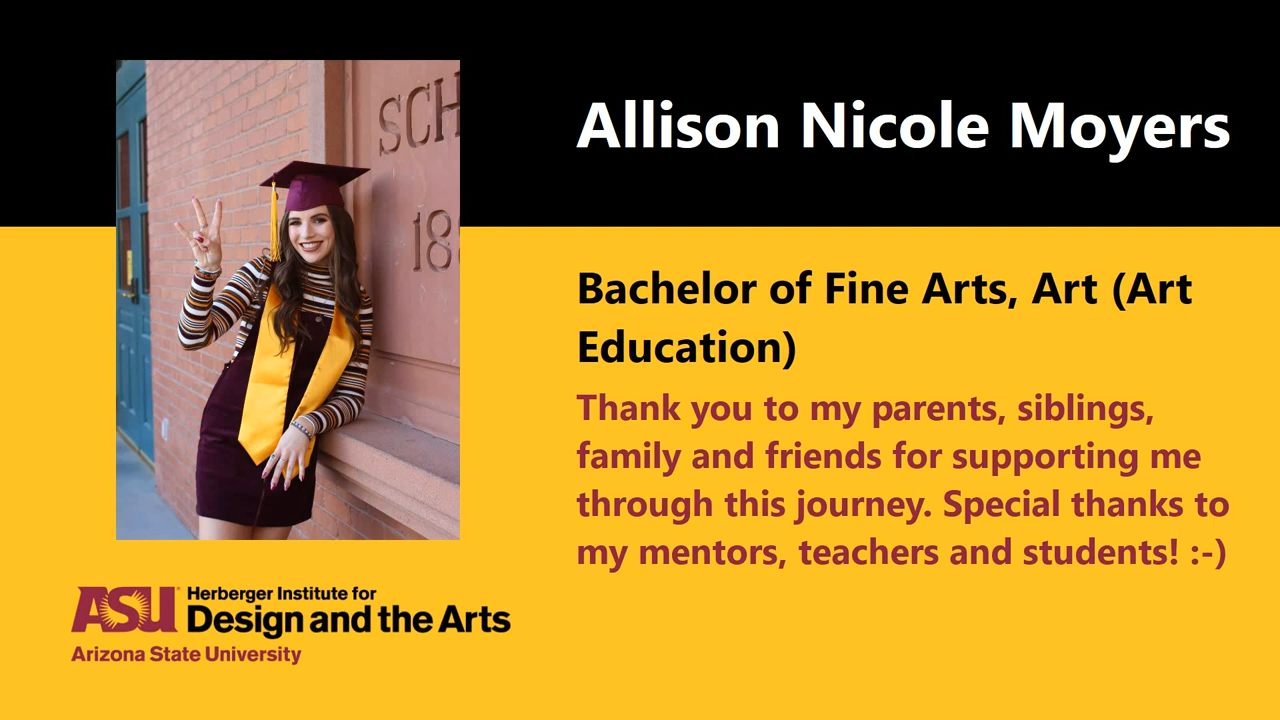 SCH
18
Allison Nicole Moyers
Bachelor of Fine Arts, Art (Art
Education)
Thank you to my parents, siblings,
family and friends for supporting me
through this journey. Special thanks to
my mentors, teachers and students! :-)
ASU Herberger Institute for
Design and the Arts
Arizona State University